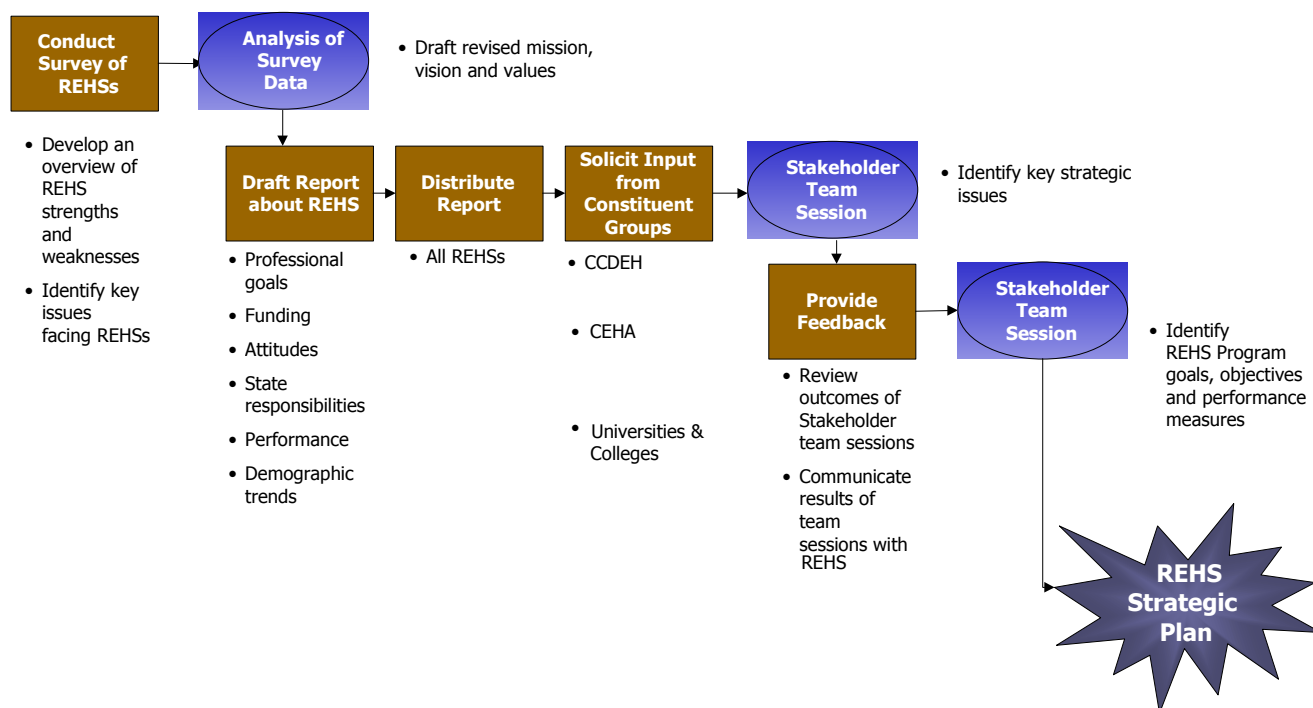 Conduct
Survey of
REHSs
• Develop an
overview of
REHS
strengths
and
weaknesses
• Identify key
issues
facing REHSs
Analysis of
Survey
Data
• Draft revised mission,
vision and values
Draft Report
about REHS
• Professional
goals
• Funding
• Attitudes
• State
responsibilities
• Performance
• Demographic
trends
Distribute
Report
• All REHSs
Solicit Input
from
Constituent
Groups
• CCDEH
• CEHA
• Universities &
Colleges
Stakeholder
Team
Session
• Identify key strategic
issues
Provide
Feedback
• Review
outcomes of
Stakeholder
team sessions
• Communicate
results of
team
sessions with
REHS
Stakeholder
Team
Session
• Identify
REHS Program
goals, objectives
and performance
measures
REHS
Strategic
Plan